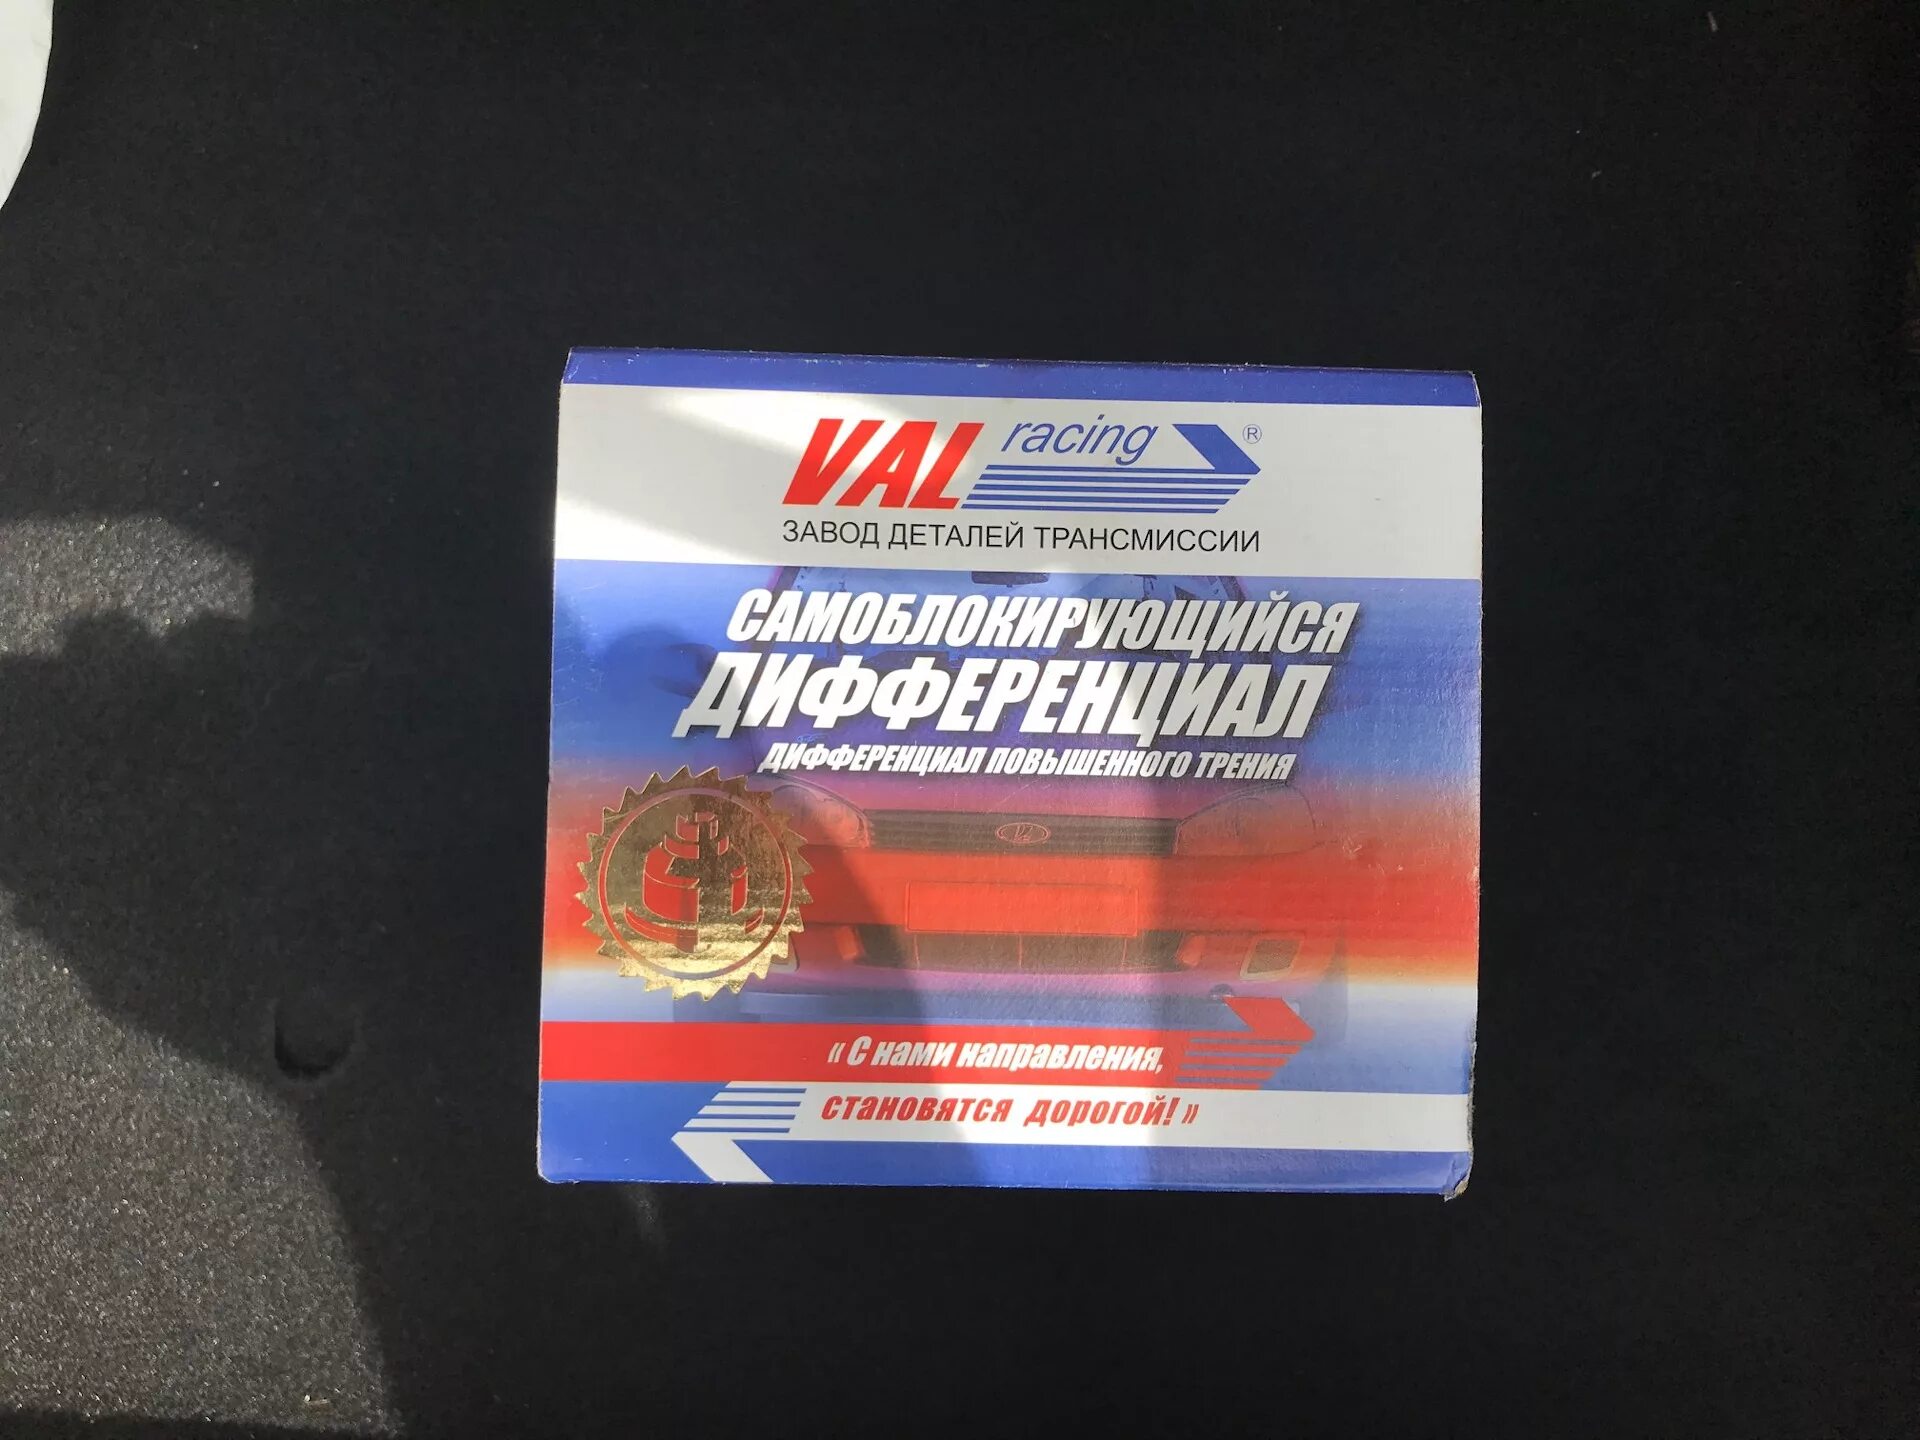 VAL racing ®
ЗАВОД ДЕТАЛЕЙ ТРАНСМИССИИ
САМОБЛОКИРУЮЩИЙСЯ
ДИФФЕРЕНЦИАЛ
ДИФФЕРЕНЦИАЛ ПОВЫШЕННОГО ТРЕНИЯ
« С нами направления,
становятся дорогой! »